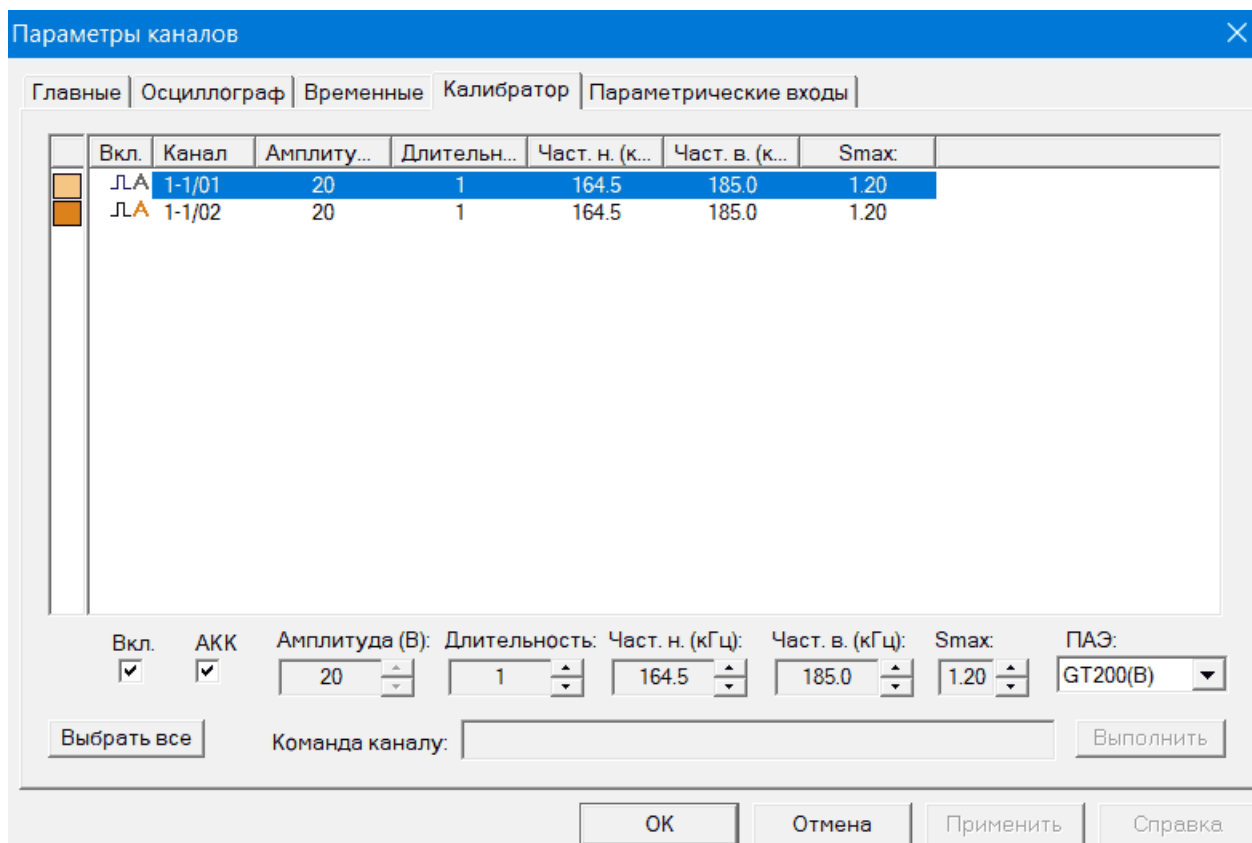 Параметры каналов
Главные Осциллограф Временные Калибратор Параметрические входы
Вкл. Канал Амплиту... Длительн... Част. н. (к... Част. в. (к... Smax:
A 1-1/01 20 1 164.5 185.0 1.20
A 1-1/02 20 1 164.5 185.0 1.20
Вкл. АКК Амплитуда (В): Длительность: Част. н. (кГц): Част. в. (кГц): Smax: ПАЭ:
20 1 164.5 185.0 1.20 GT200(B)
Выбрать все Команда каналу: Выполнить
OK Отмена Применить Справка